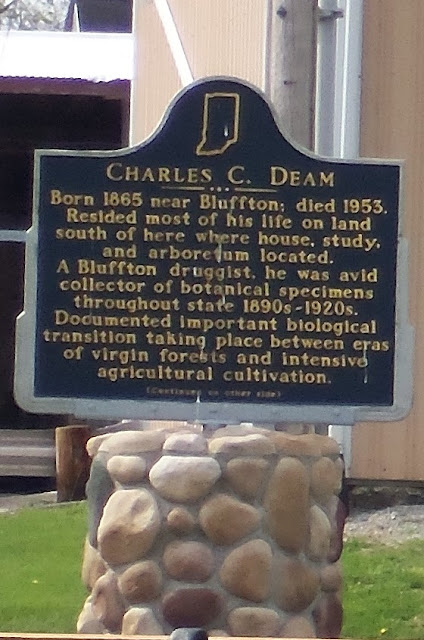 CHARLES C. DEAM
Born 1865 near Bluffton; died 1953.
Resided most of his life on land
south of here where house, study,
and arboretum located.
A Bluffton druggist, he was avid
collector of botanical specimens
throughout state 1890s-1920s.
Documented important biological
transition taking place between eras
of virgin forests and intensive
agricultural cultivation.
(Continued on other side)